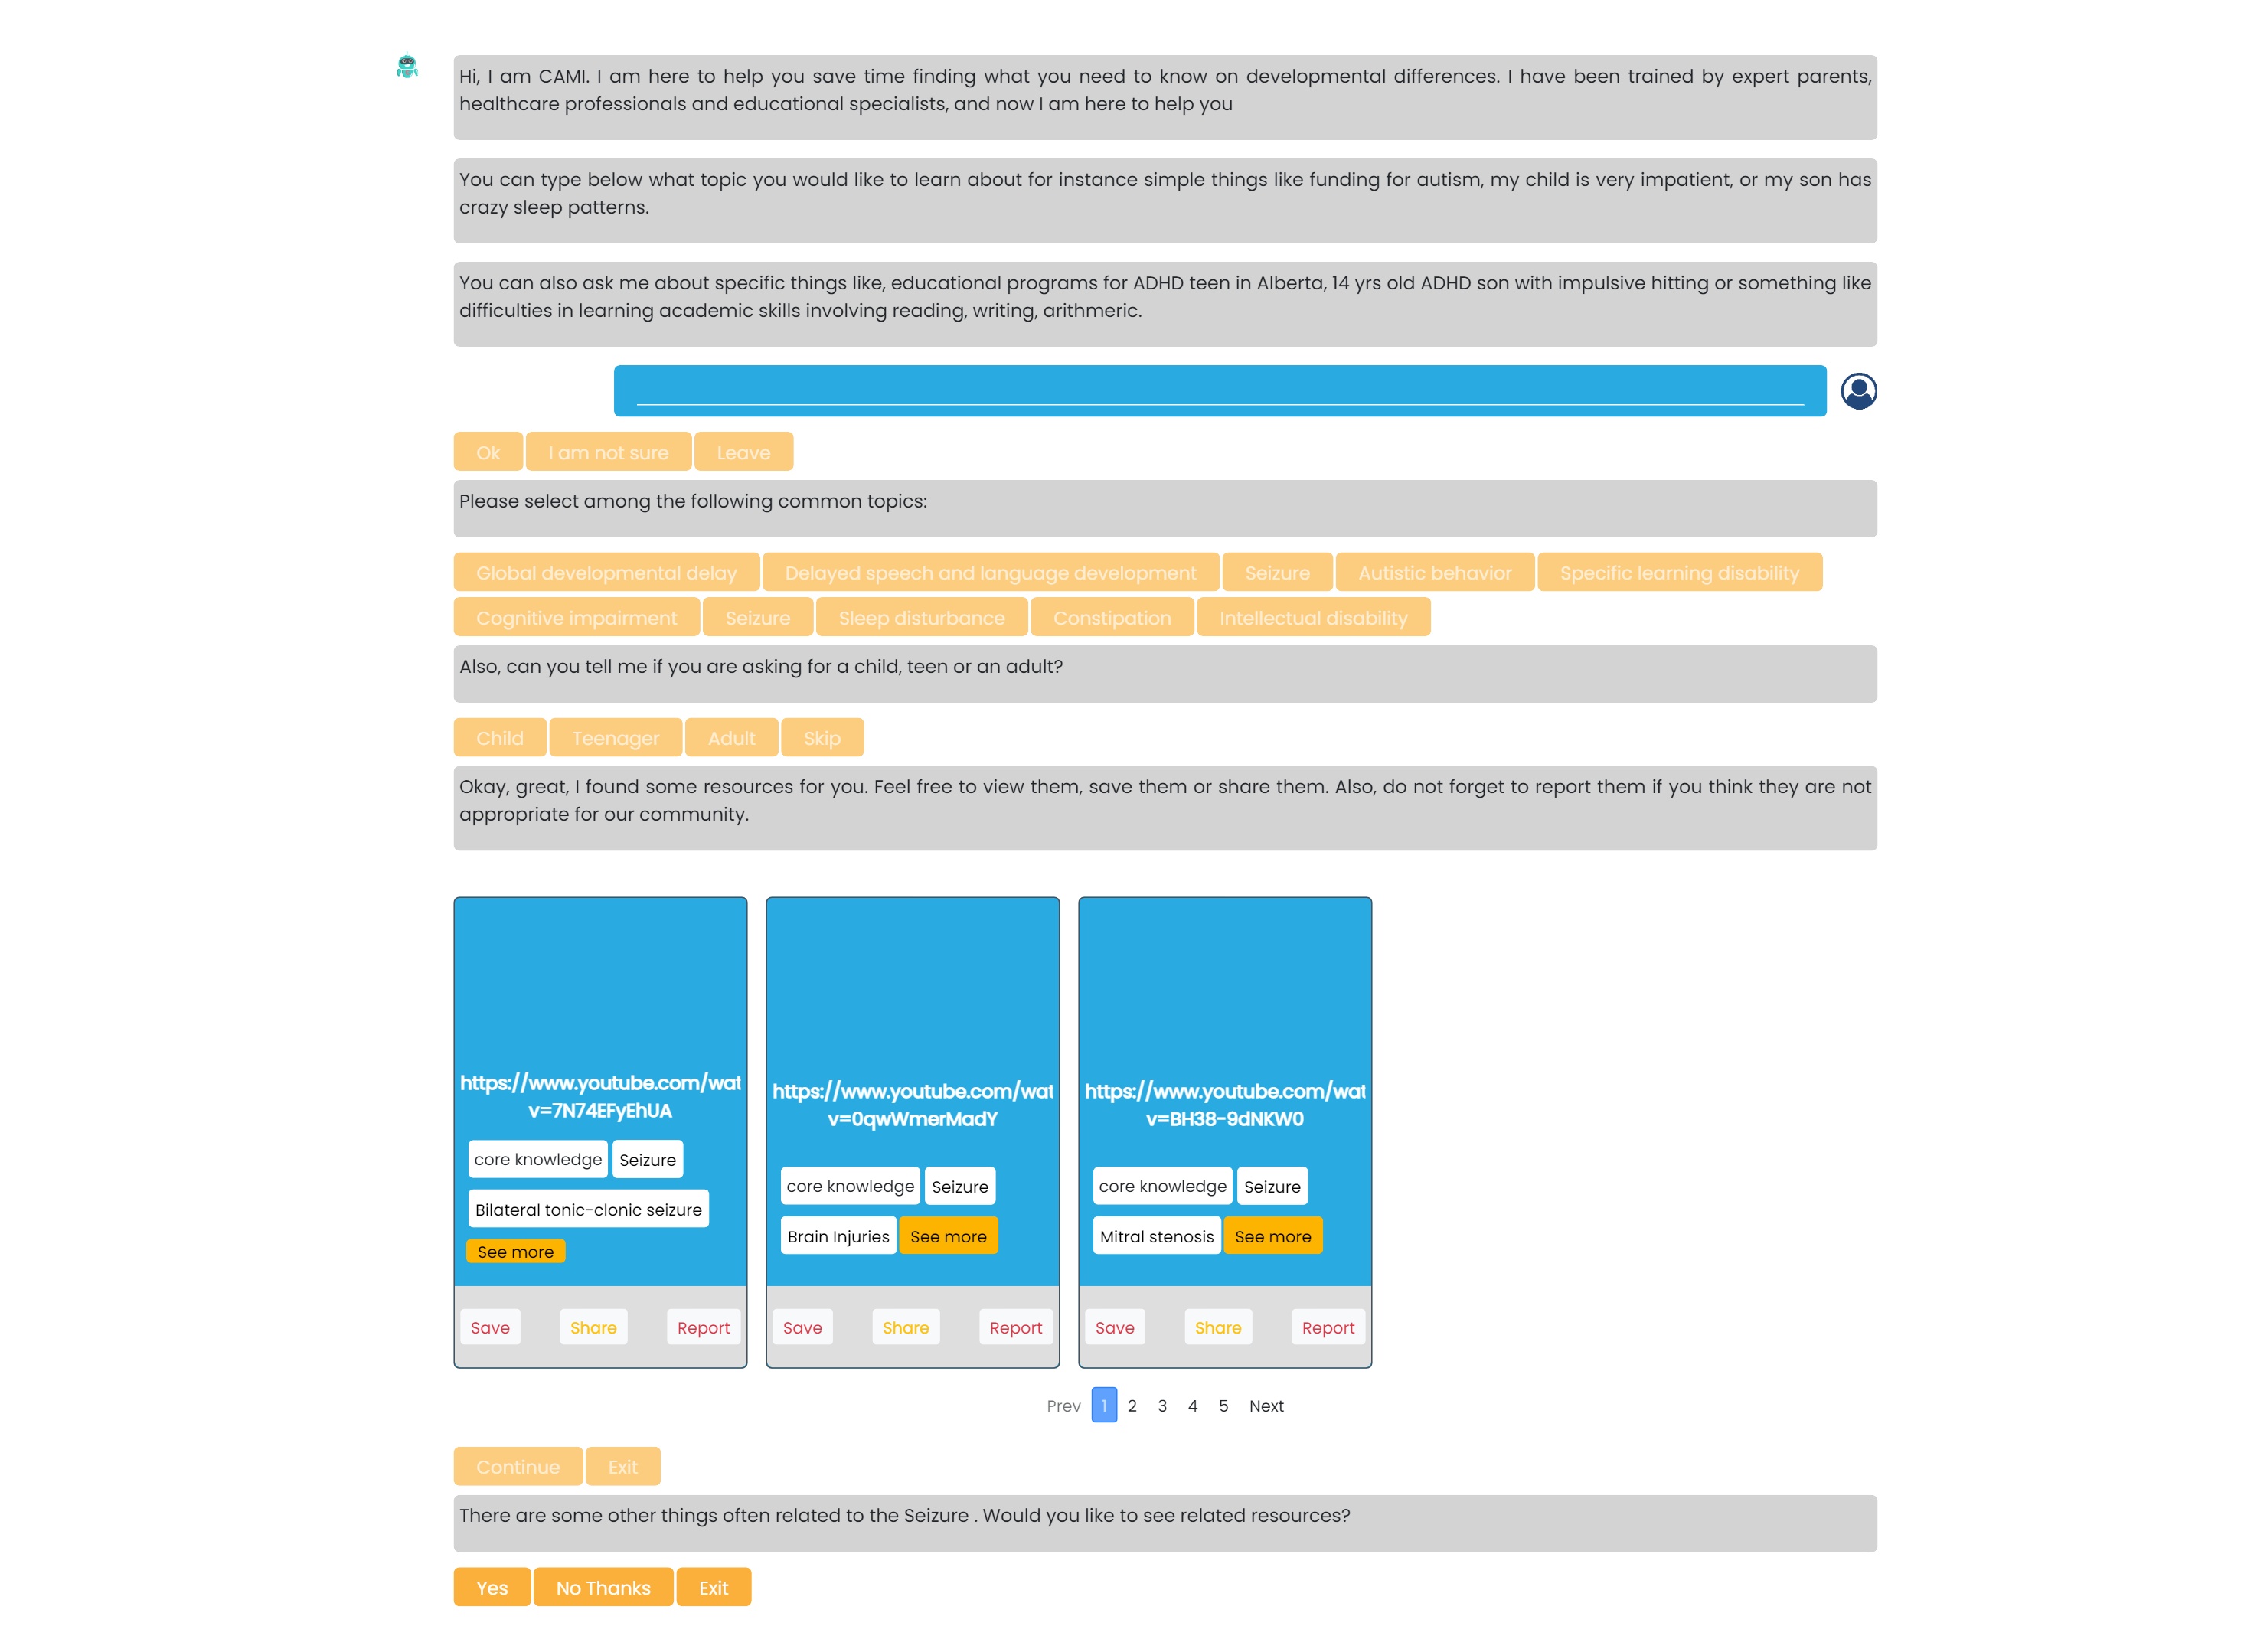 Hi, I am CAMI. I am here to help you save time finding what you need to know on developmental differences. I have been trained by expert parents,
healthcare professionals and educational specialists, and now I am here to help you
You can type below what topic you would like to learn about for instance simple things like funding for autism, my child is very impatient, or my son has
crazy sleep patterns.
You can also ask me about specific things like, educational programs for ADHD teen in Alberta, 14 yrs old ADHD son with impulsive hitting or something like
difficulties in learning academic skills involving reading, writing, arithmeric.
Ok I am not sure Leave
Please select among the following common topics:
Global developmental delay Delayed speech and language development Seizure Autistic behavior Specific learning disability
Cognitive impairment Seizure Sleep disturbance Constipation Intellectual disability
Also, can you tell me if you are asking for a child, teen or an adult?
Child Teenager Adult Skip
Okay, great, I found some resources for you. Feel free to view them, save them or share them. Also, do not forget to report them if you think they are not
appropriate for our community.
https://www.youtube.com/wat
v=7N74EFyEhUA
core knowledge Seizure
Bilateral tonic-clonic seizure
See more
Save Share Report
https://www.youtube.com/wat
v=0qwWmerMadY
core knowledge Seizure
Brain Injuries See more
Save Share Report
https://www.youtube.com/wat
v=BH38-9dNKW0
core knowledge Seizure
Mitral stenosis See more
Save Share Report
Prev 1 2 3 4 5 Next
Continue Exit
There are some other things often related to the Seizure . Would you like to see related resources?
Yes No Thanks Exit